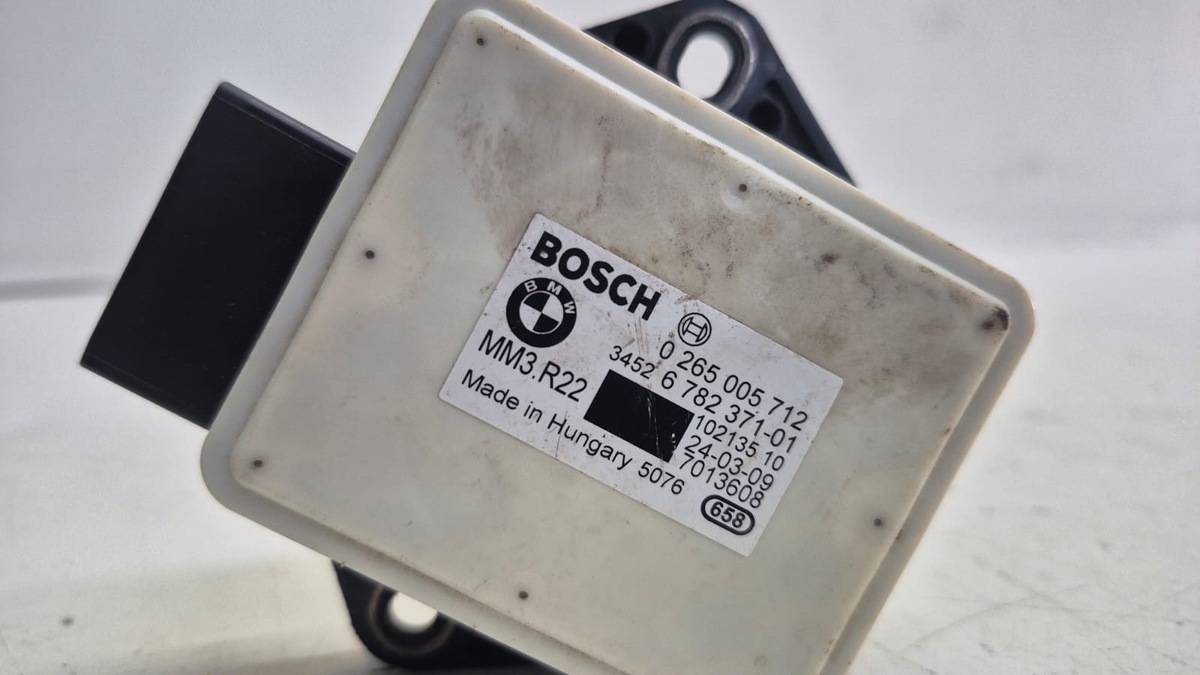 BOSCH
BMW
0 265 005 712
3452 6 782 371-01
MM3.R22
102135 10
24-03-09
7013608
Made in Hungary 5076
658